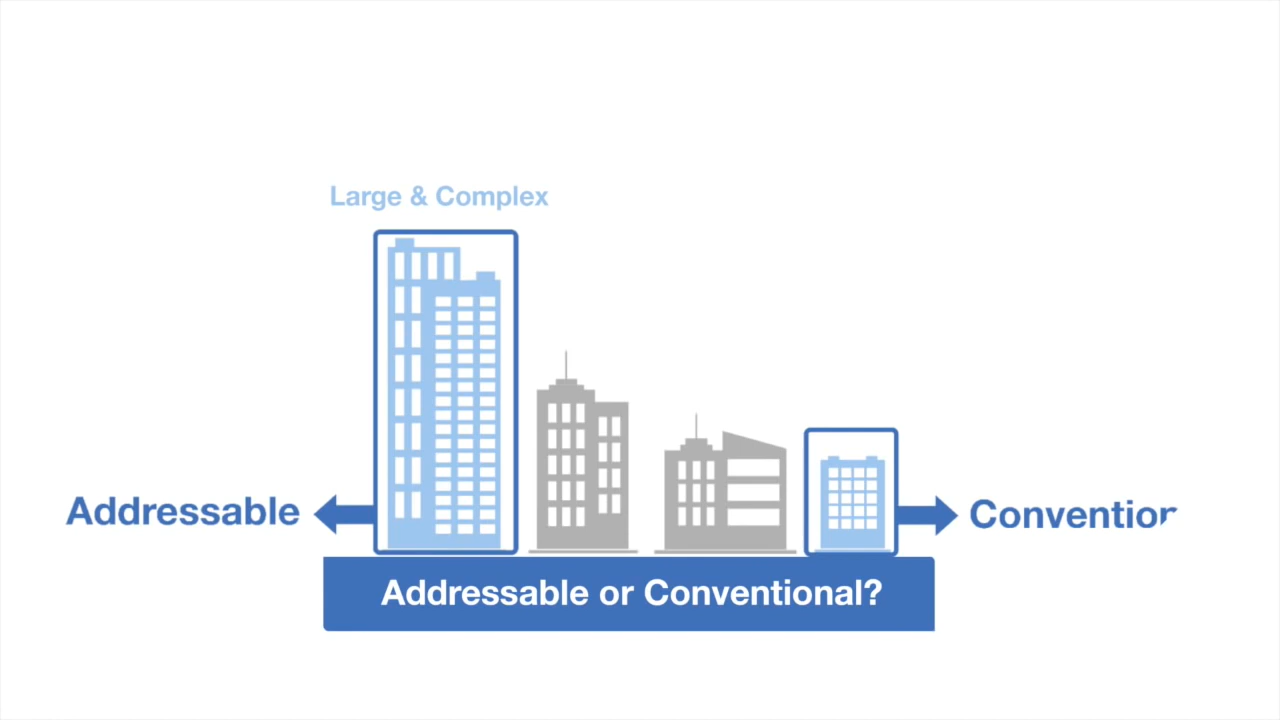 Large & Complex
Addressable
Conventior
Addressable or Conventional?